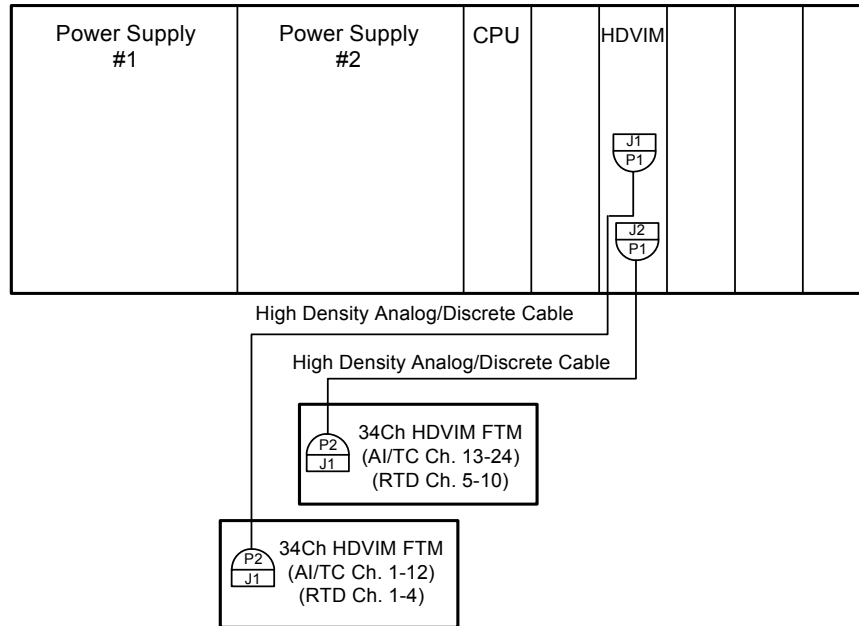 Power Supply
#1
Power Supply
#2
CPU
HDVIM
J1
P1
J2
P1
High Density Analog/Discrete Cable
High Density Analog/Discrete Cable
P2
J1
34Ch HDVIM FTM
(AI/TC Ch. 13-24)
(RTD Ch. 5-10)
P2
J1
34Ch HDVIM FTM
(AI/TC Ch. 1-12)
(RTD Ch. 1-4)